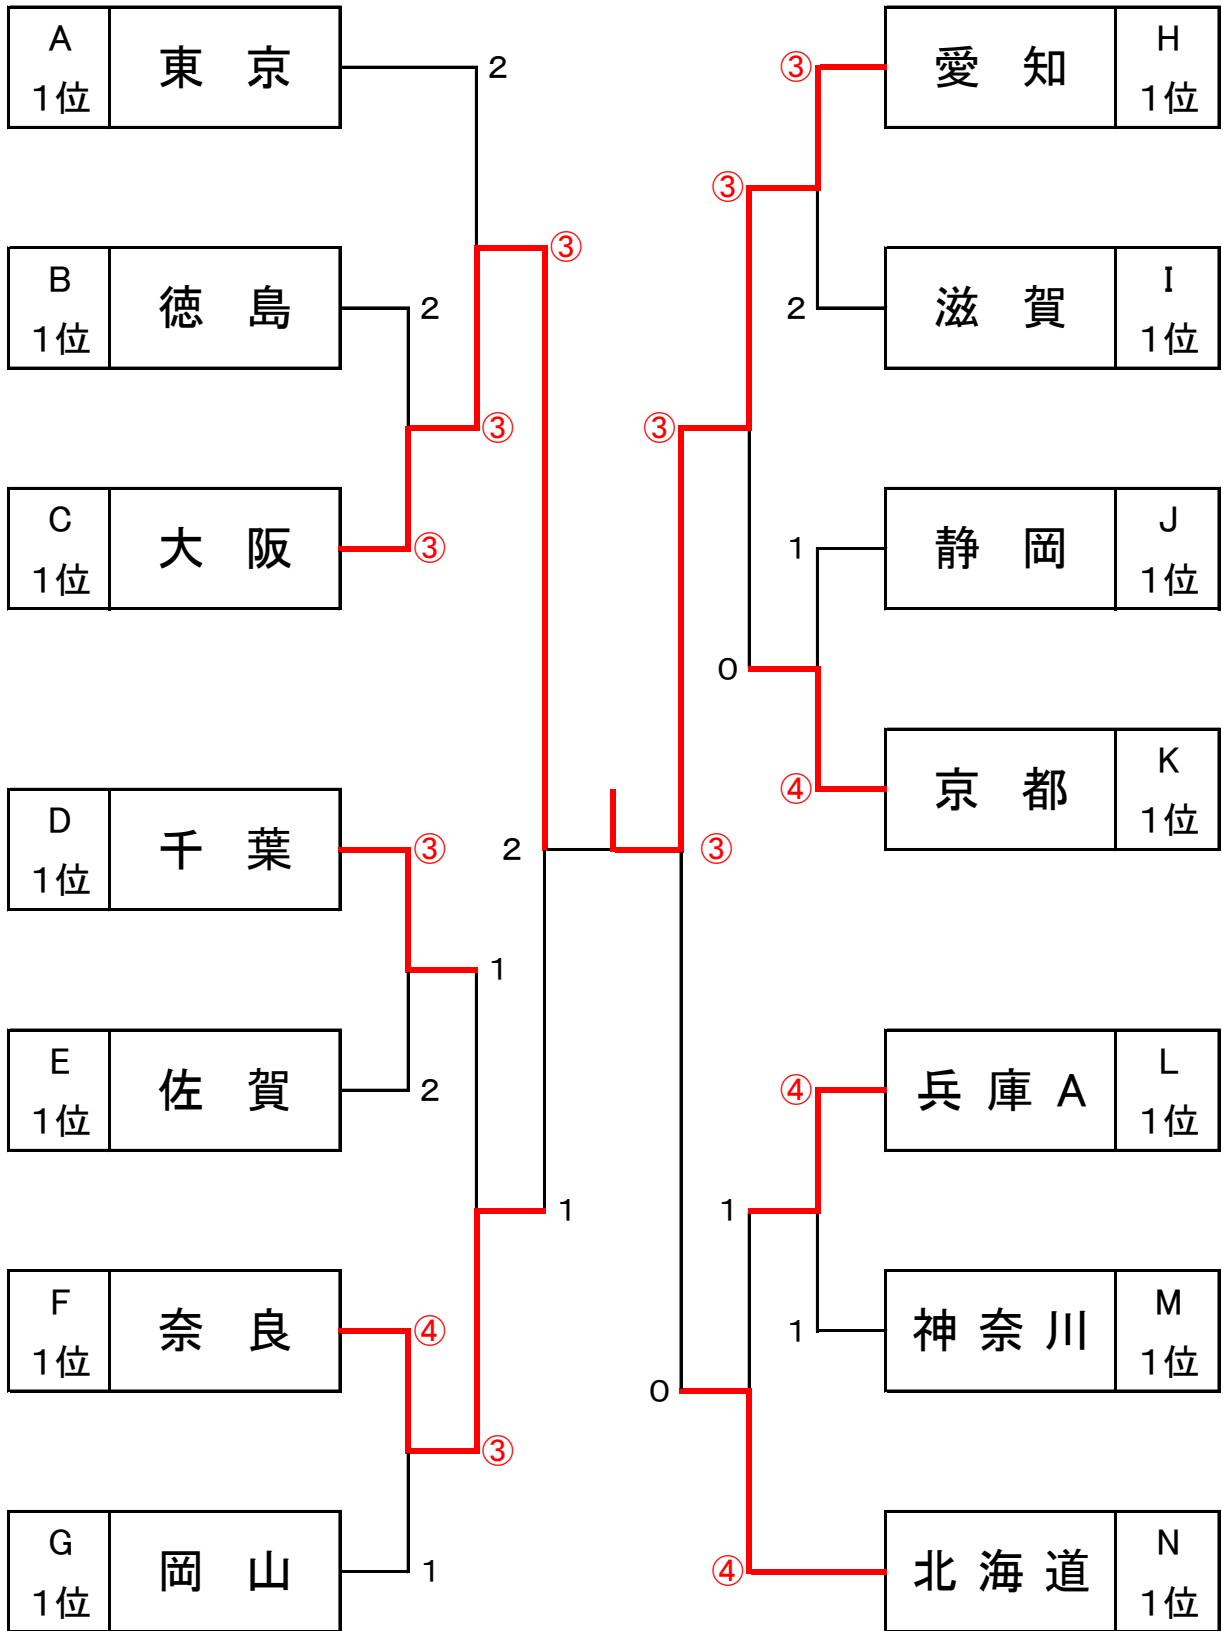 A
1位
東 京
2
B
1位
徳 島
2
③
C
1位
大 阪
③
③
D
1位
千 葉
③
2
1
E
1位
佐 賀
2
1
F
1位
奈 良
④
③
G
1位
岡 山
1
③
愛 知
H
1位
③
2
滋 賀
I
1位
③
1
静 岡
J
1位
0
④
京 都
K
1位
③
④
兵 庫 A
L
1位
1
1
神 奈 川
M
1位
0
④
北 海 道
N
1位